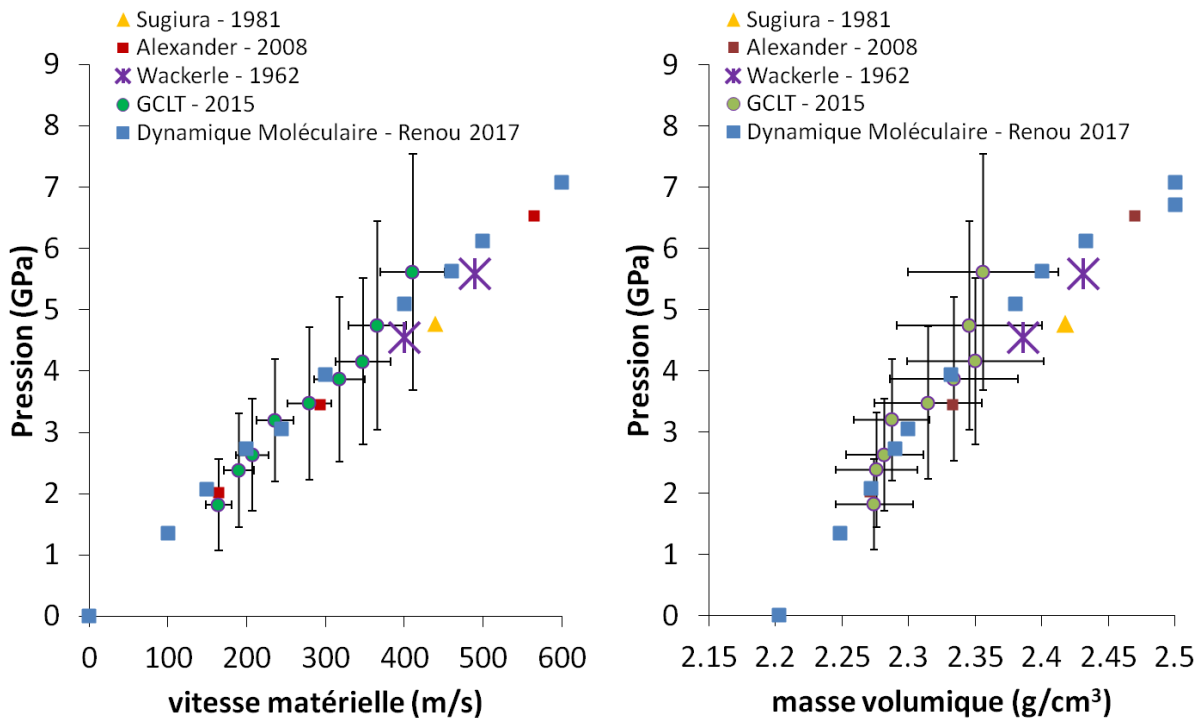 Sugiura - 1981
Alexander - 2008
Wackerle - 1962
GCLT - 2015
Dynamique Moléculaire - Renou 2017
9
8
7
6
5
4
3
2
1
0
Pression (GPa)
0 100 200 300 400 500 600
vitesse matérielle (m/s)
Sugiura - 1981
Alexander - 2008
Wackerle - 1962
GCLT - 2015
Dynamique Moléculaire - Renou 2017
9
8
7
6
5
4
3
2
1
0
Pression (GPa)
2.15 2.2 2.25 2.3 2.35 2.4 2.45 2.5
masse volumique (g/cm³)